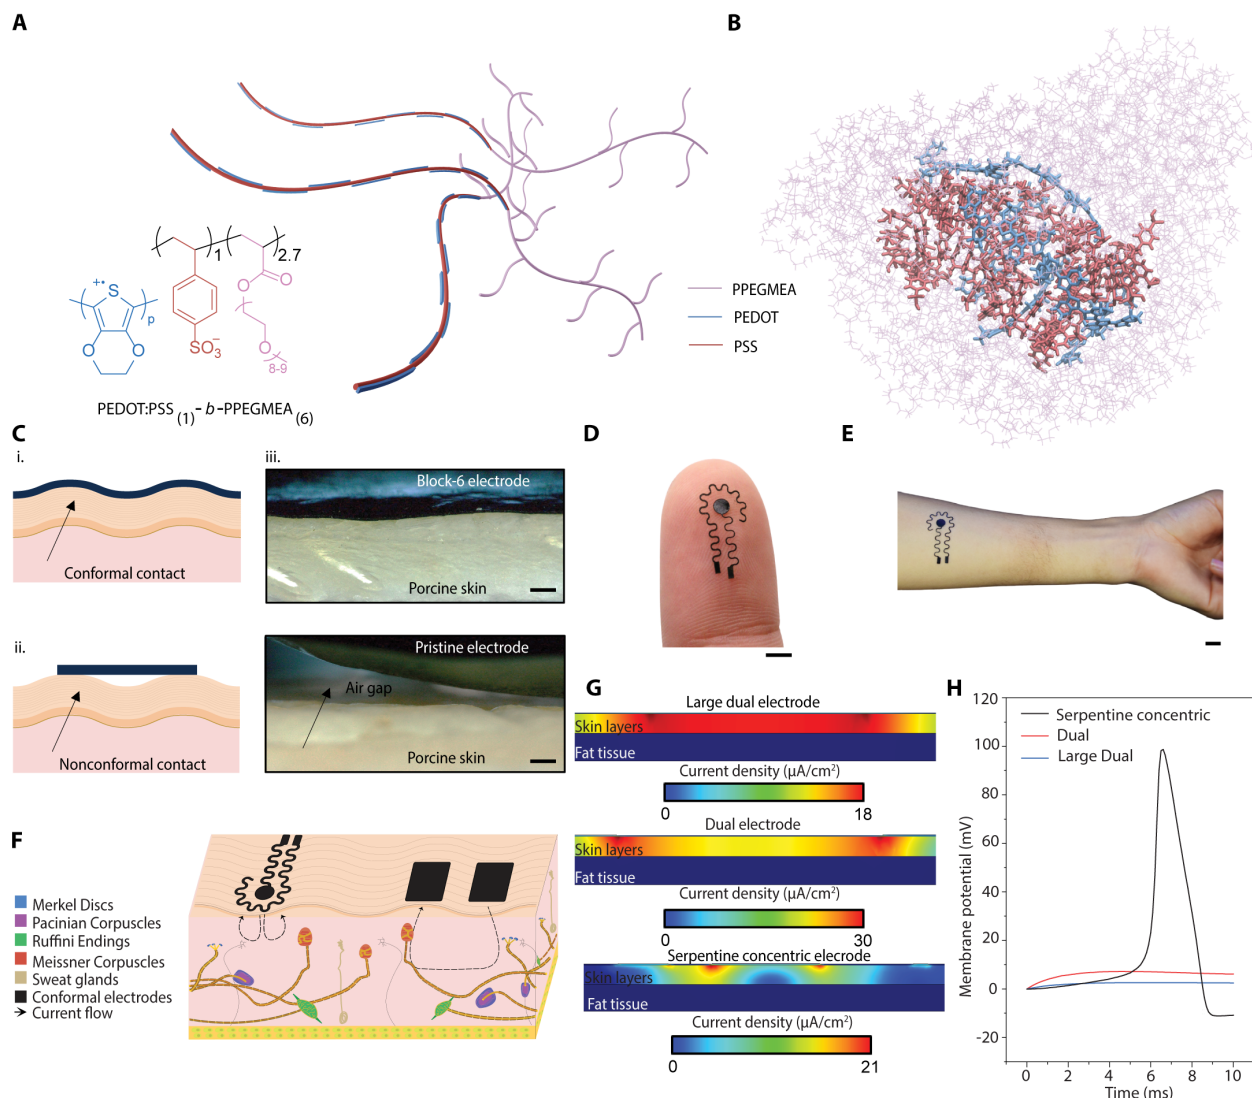 A
B
PPEGMEA
PEDOT
PSS
+•
S
p
O
O
1
2.7
O
O
O
8-9
SO3−
PEDOT:PSS (1)- b -PPEGMEA (6)
C
i.
Conformal contact
ii.
Nonconformal contact
iii.
Block-6 electrode
Porcine skin
Pristine electrode
Air gap
Porcine skin
D
E
F
Merkel Discs
Pacinian Corpuscles
Ruffini Endings
Meissner Corpuscles
Sweat glands
Conformal electrodes
Current flow
G
Large dual electrode
Skin layers
Fat tissue
Current density (µA/cm2)
0
18
Dual electrode
Skin layers
Fat tissue
Current density (µA/cm2)
0
30
Serpentine concentric elecrode
Skin layers
Fat tissue
Current density (µA/cm2)
0
21
H
Membrane potential (mV)
120
100
80
60
40
20
0
-20
Serpentine concentric
Dual
Large Dual
0 2 4 6 8 10
Time (ms)